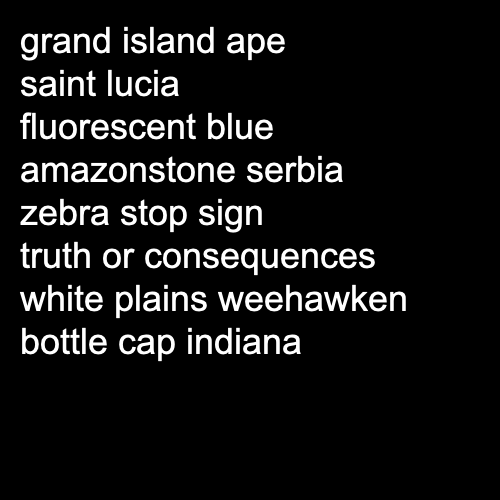 grand island ape
saint lucia
fluorescent blue
amazonstone serbia
zebra stop sign
truth or consequences
white plains weehawken
bottle cap indiana